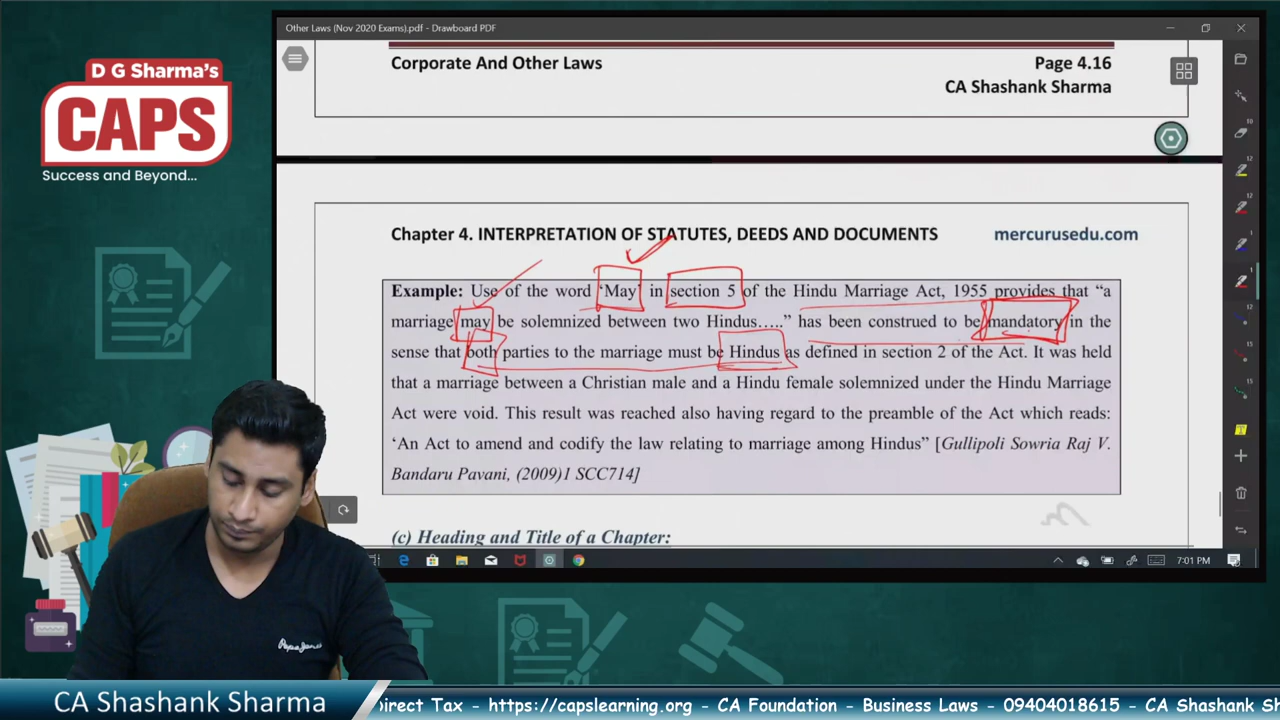 Other Laws (Nov 2020 Exams).pdf - Drawboard PDF
D G Sharma's
CAPS
Success and Beyond...
Corporate And Other Laws
Page 4.16
CA Shashank Sharma
Chapter 4. INTERPRETATION OF STATUTES, DEEDS AND DOCUMENTS
mercurusedu.com
Example: Use of the word 'May' in section 5 of the Hindu Marriage Act, 1955 provides that "a
marriage may be solemnized between two Hindus….." has been construed to be mandatory in the
sense that both parties to the marriage must be Hindus as defined in section 2 of the Act. It was held
that a marriage between a Christian male and a Hindu female solemnized under the Hindu Marriage
Act were void. This result was reached also having regard to the preamble of the Act which reads:
'An Act to amend and codify the law relating to marriage among Hindus" [Gullipoli Sowria Raj V.
Bandaru Pavani, (2009)1 SCC714]
(c) Heading and Title of a Chapter:
7:01 PM
CA Shashank Sharma
Direct Tax - https://capslearning.org - CA Foundation - Business Laws - 09404018615 - CA Shashank Sh